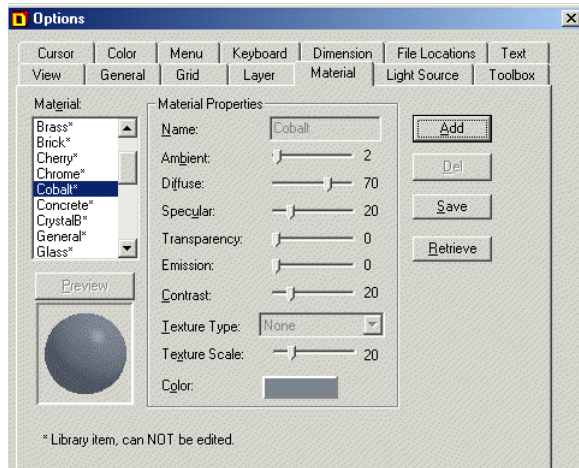 Options
Cursor Color Menu Keyboard Dimension File Locations Text
View General Grid Layer Material Light Source Toolbox
Material:
Brass*
Brick*
Cherry*
Chrome*
Cobalt*
Concrete*
CrystalB*
General*
Glass*
Preview
Material Properties
Name: Cobalt
Ambient: 2
Diffuse: 70
Specular: 20
Transparency: 0
Emission: 0
Contrast: 20
Texture Type: None
Texture Scale: 20
Color:
Add
Del
Save
Retrieve
* Library item, can NOT be edited.